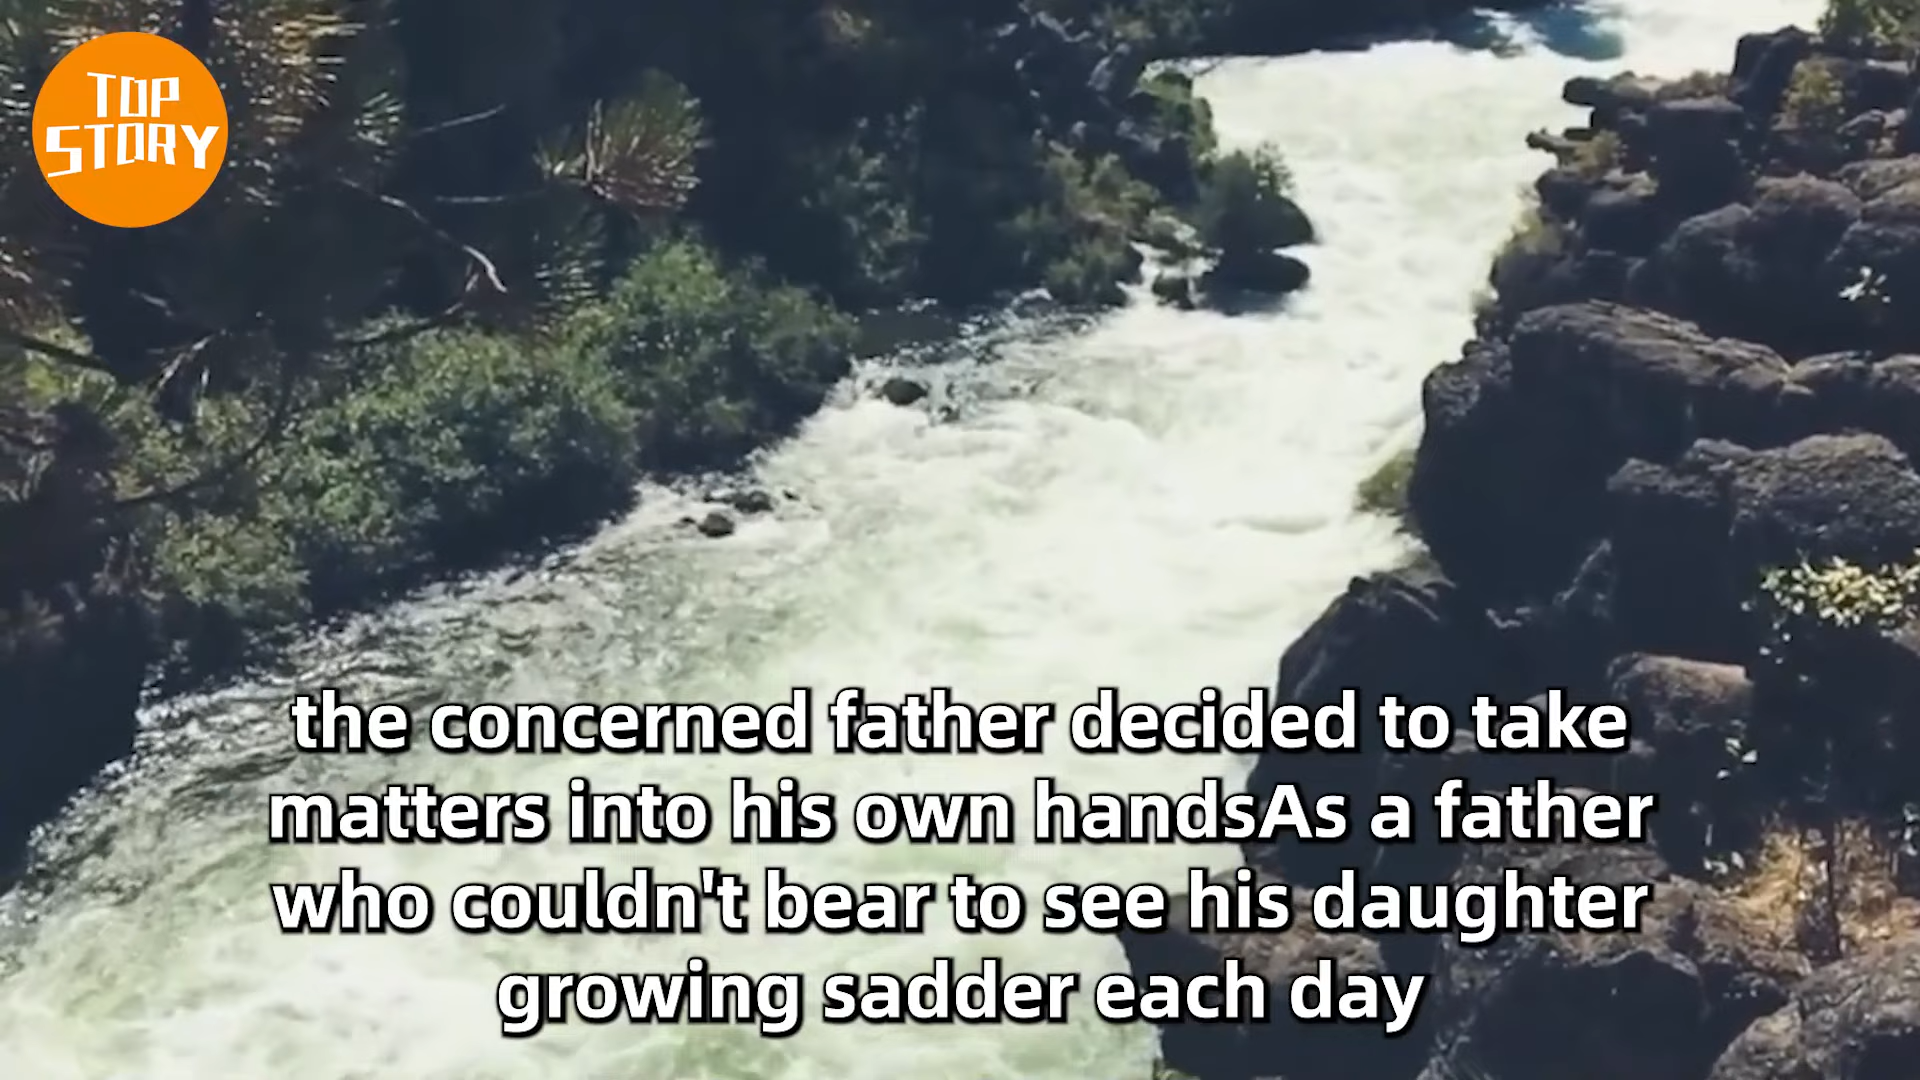 TOP
STORY
the concerned father decided to take
matters into his own handsAs a father
who couldn't bear to see his daughter
growing sadder each day